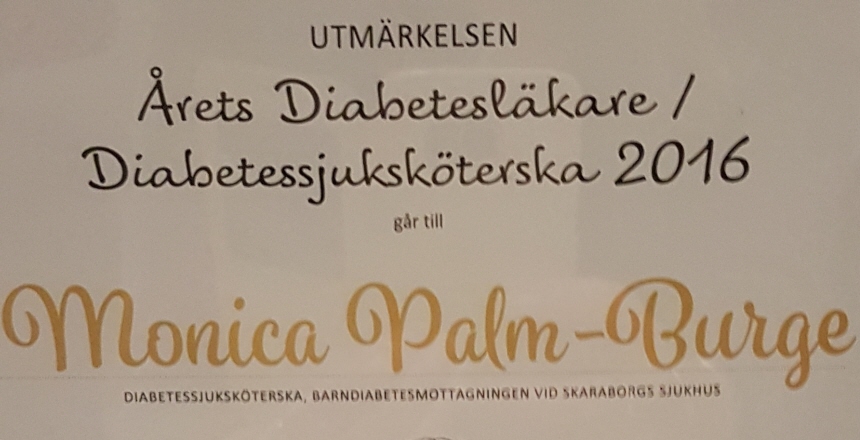 UTMÄRKELSEN
Årets Diabetesläkare /
Diabetessjuksköterska 2016
går till
Monica Palm-Burge
DIABETESSJUKSKÖTERSKA, BARNDIABETESMOTTAGNINGEN VID SKARABORGS SJUKHUS